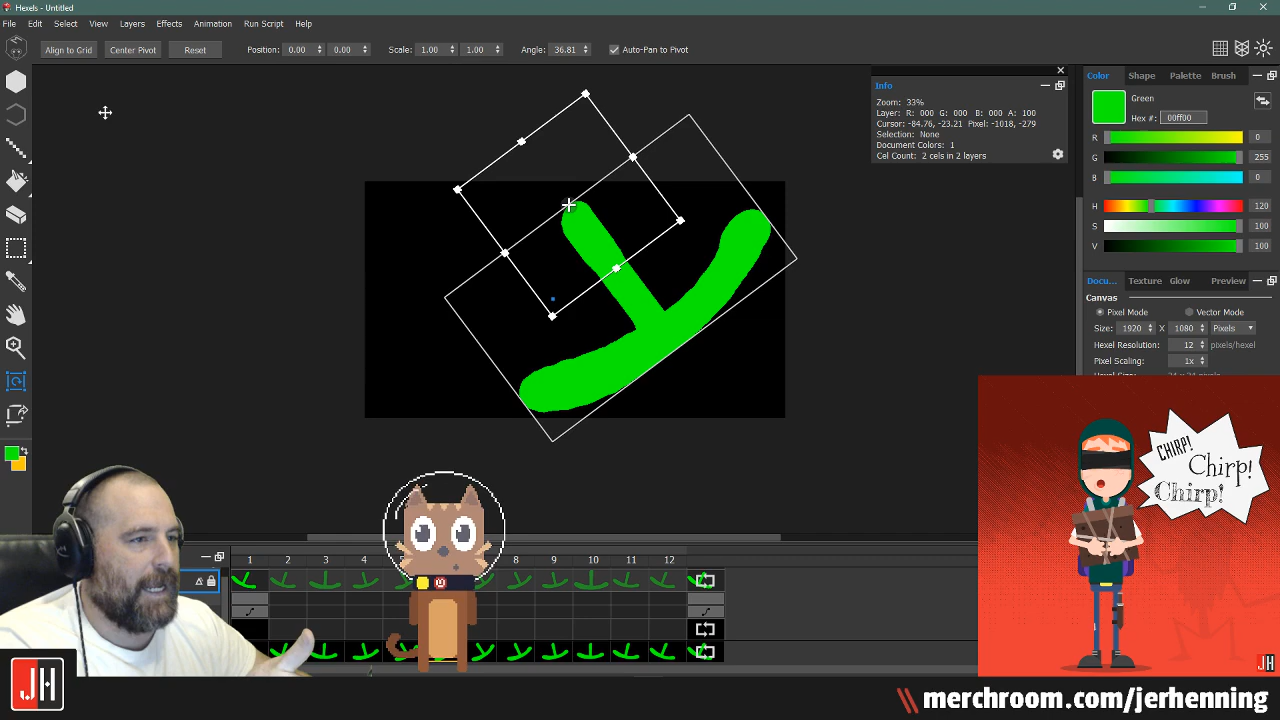 Hexels - Untitled
File Edit Select View Layers Effects Animation Run Script Help
Align to Grid Center Pivot Reset Position: 0.00 0.00 Scale: 1.00 1.00 Angle: 36.81 Auto-Pan to Pivot
Info
Zoom: 33%
Layer: R: 000 G: 000 B: 000 A: 100
Cursor: -84.76, -23.21 Pixel: -1018, -279
Selection: None
Document Colors: 1
Cel Count: 2 cels in 2 layers
Color Shape Palette Brush
Green
Hex #: 00ff00
R 0
G 255
B 0
H 120
S 100
V 100
Docu... Texture Glow Preview
Canvas
Pixel Mode Vector Mode
Size: 1920 X 1080 Pixels
Hexel Resolution: 12 pixels/hexel
Pixel Scaling: 1x
CHIRP!
Chirp!
Chirp!
1 2 3 4 8 9 10 11 12
JH
JH
\\ merchroom.com/jerhenning